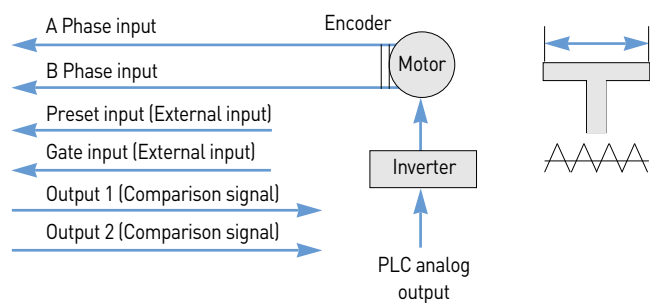 A Phase input
Encoder
B Phase input
Motor
Preset input (External input)
Gate input (External input)
Inverter
Output 1 (Comparison signal)
Output 2 (Comparison signal)
PLC analog
output